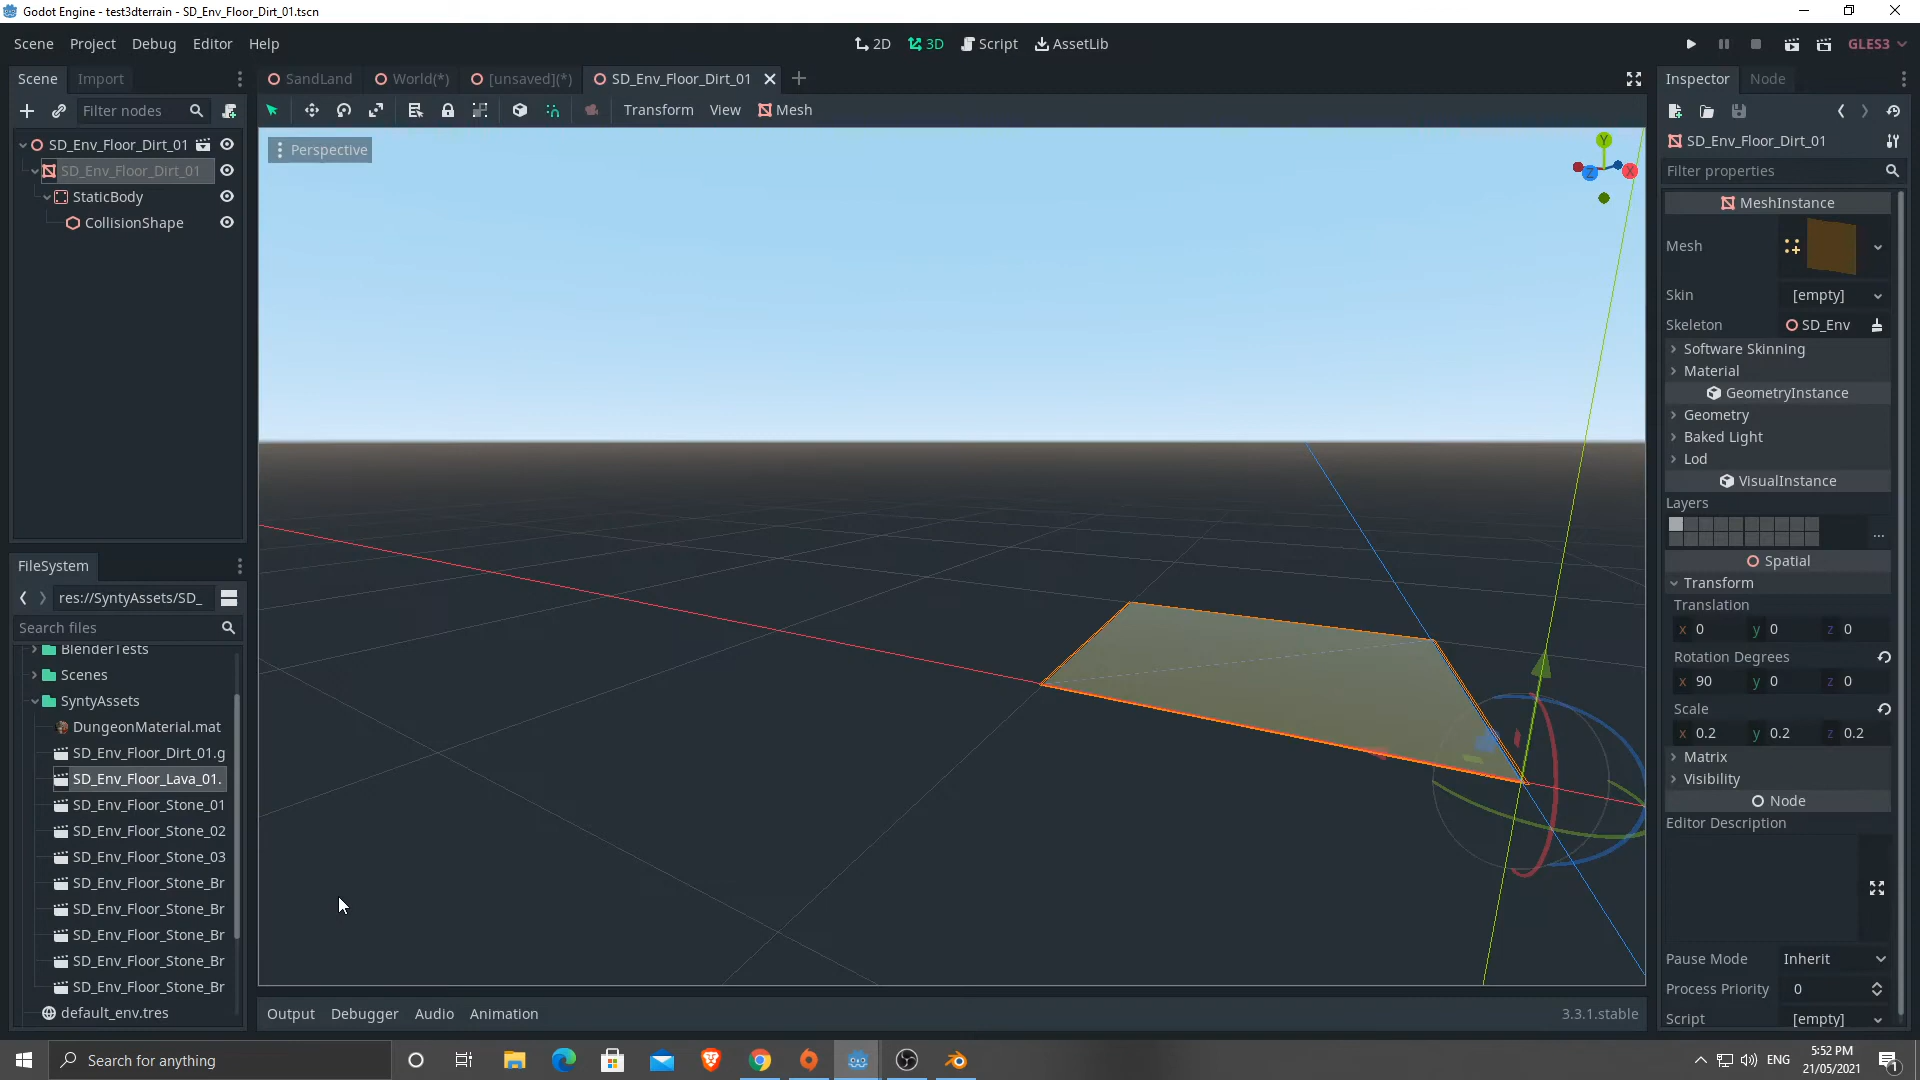 Godot Engine - test3dterrain - SD_Env_Floor_Dirt_01.tscn
Scene Project Debug Editor Help
2D 3D Script AssetLib
GLES3
Scene Import
SandLand World(*) [unsaved](*) SD_Env_Floor_Dirt_01
Inspector Node
Filter nodes
Transform View Mesh
SD_Env_Floor_Dirt_01
SD_Env_Floor_Dirt_01
StaticBody
CollisionShape
Perspective
Y
X
Z
SD_Env_Floor_Dirt_01
Filter properties
MeshInstance
Mesh
Skin [empty]
Skeleton SD_Env
Software Skinning
Material
GeometryInstance
Geometry
Baked Light
Lod
VisualInstance
Layers
...
Spatial
Transform
Translation
x 0 y 0 z 0
Rotation Degrees
x 90 y 0 z 0
Scale
x 0.2 y 0.2 z 0.2
Matrix
Visibility
Node
Editor Description
Pause Mode Inherit
Process Priority 0
Script [empty]
FileSystem
res://SyntyAssets/SD_
Search files
BlenderTests
Scenes
SyntyAssets
DungeonMaterial.mat
SD_Env_Floor_Dirt_01.g
SD_Env_Floor_Lava_01.
SD_Env_Floor_Stone_01
SD_Env_Floor_Stone_02
SD_Env_Floor_Stone_03
SD_Env_Floor_Stone_Br
SD_Env_Floor_Stone_Br
SD_Env_Floor_Stone_Br
SD_Env_Floor_Stone_Br
SD_Env_Floor_Stone_Br
default_env.tres
Output Debugger Audio Animation
3.3.1.stable
Search for anything
ENG
5:52 PM
21/05/2021
1